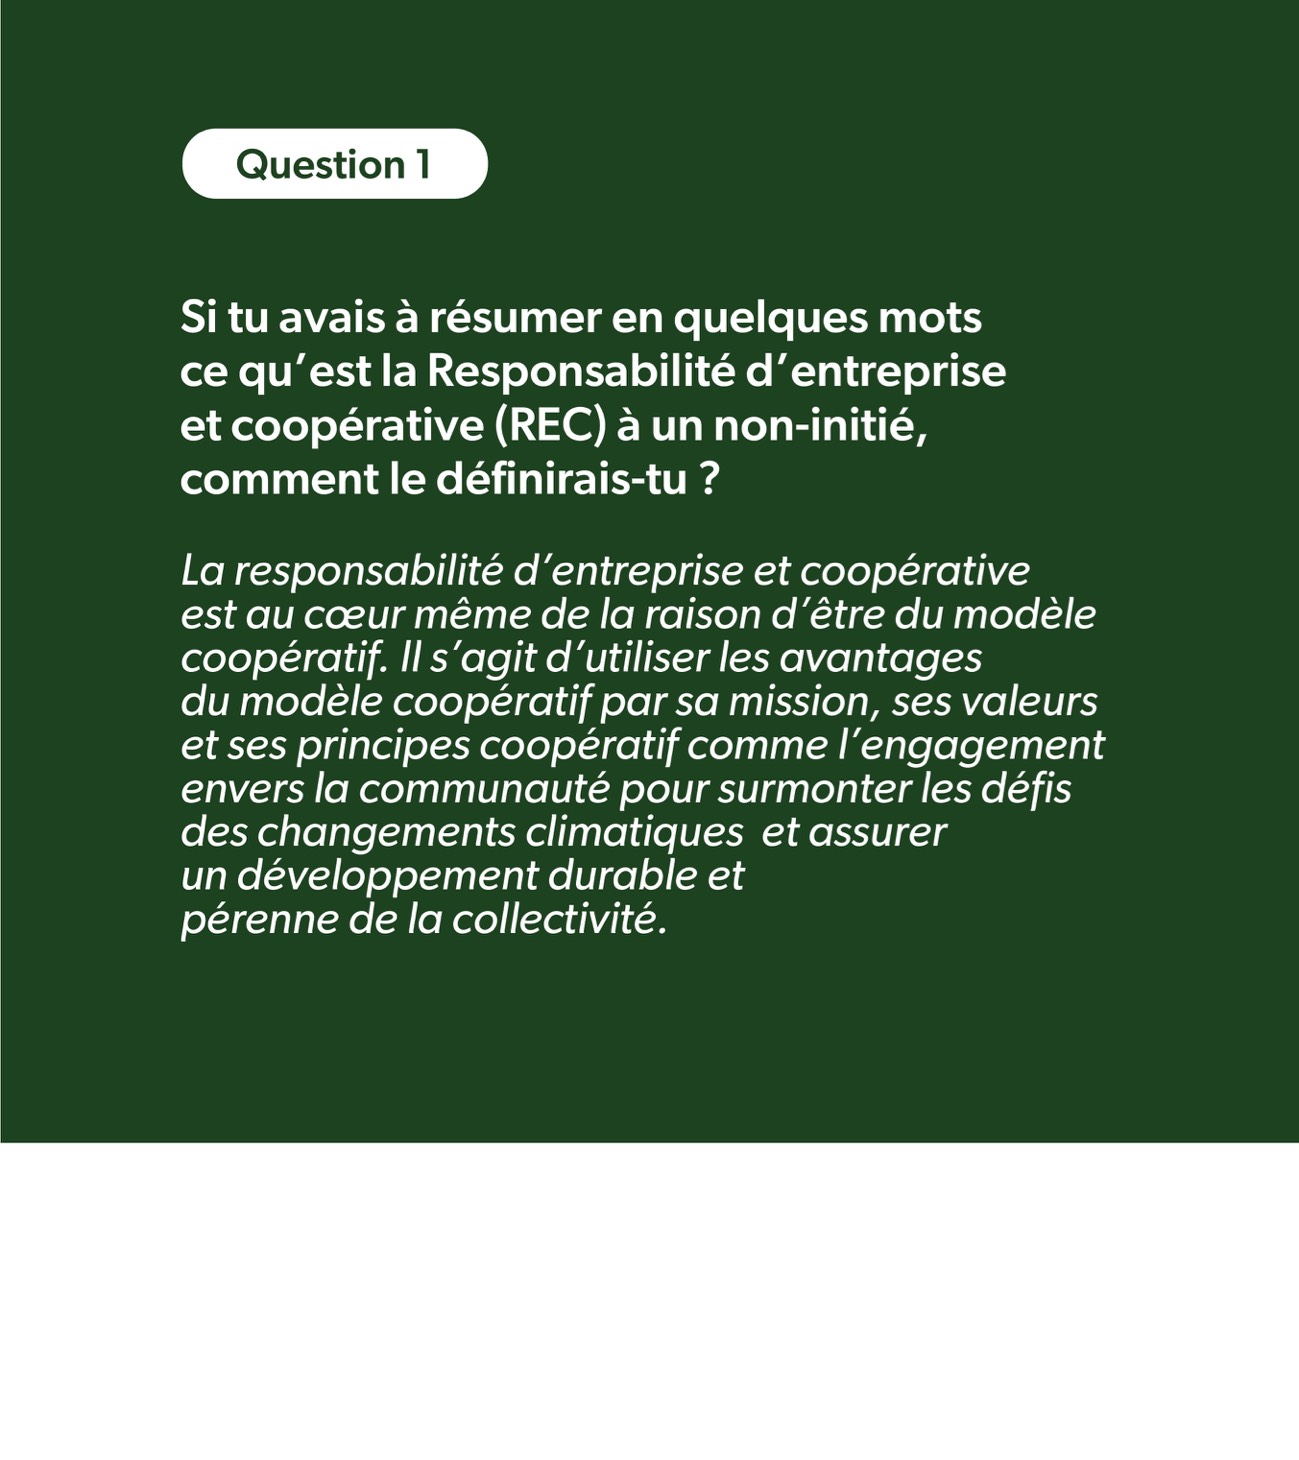 Question 1
Si tu avais à résumer en quelques mots
ce qu’est la Responsabilité d’entreprise
et coopérative (REC) à un non-initié,
comment le définirais-tu ?
La responsabilité d’entreprise et coopérative
est au cœur même de la raison d’être du modèle
coopératif. Il s’agit d’utiliser les avantages
du modèle coopératif par sa mission, ses valeurs
et ses principes coopératif comme l’engagement
envers la communauté pour surmonter les défis
des changements climatiques  et assurer
un développement durable et
pérenne de la collectivité.